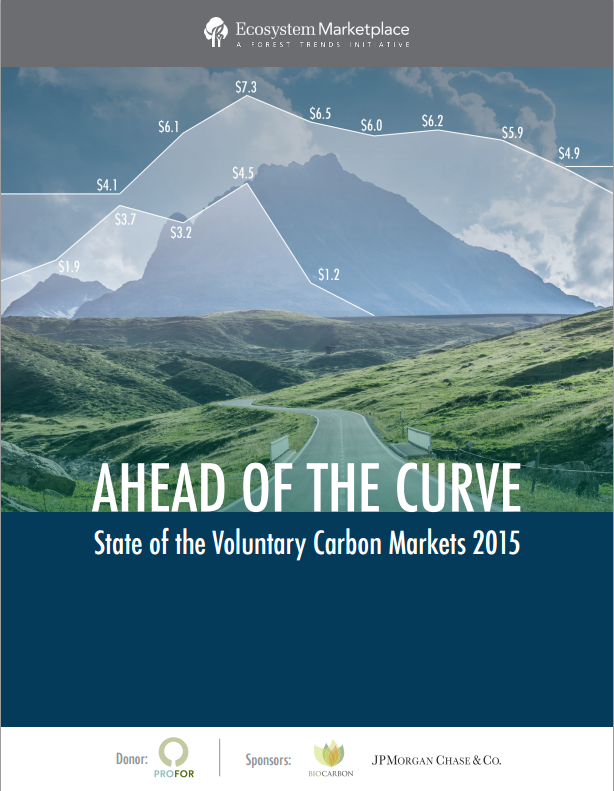 Ecosystem Marketplace
A FOREST TRENDS INITIATIVE
$7.3
$6.1
$6.5
$6.0
$6.2
$5.9
$4.9
$4.1
$4.5
$3.7
$3.2
$1.9
$1.2
AHEAD OF THE CURVE
State of the Voluntary Carbon Markets 2015
Donor:
PROFOR
Sponsors:
BIOCARBON
JPMORGAN CHASE & CO.